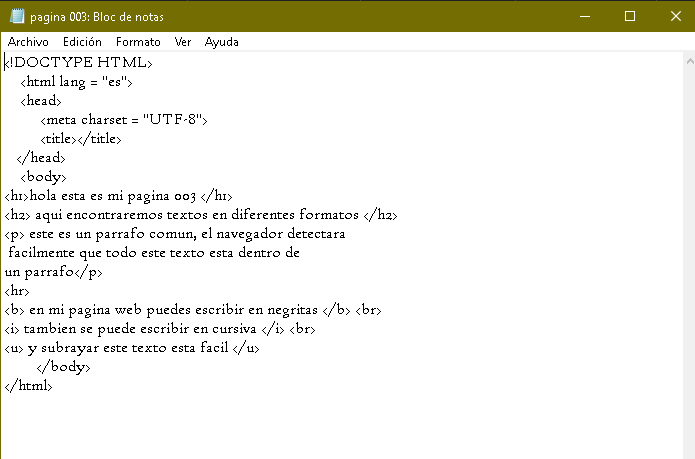 pagina 003: Bloc de notas
Archivo Edición Formato Ver Ayuda
<!DOCTYPE HTML>
<html lang = "es">
<head>
<meta charset = "UTF-8">
<title></title>
</head>
<body>
<h1>hola esta es mi pagina 003 </h1>
<h2> aqui encontraremos textos en diferentes formatos </h2>
<p> este es un parrafo comun, el navegador detectara
facilmente que todo este texto esta dentro de
un parrafo</p>
<hr>
<b> en mi pagina web puedes escribir en negritas </b> <br>
<i> tambien se puede escribir en cursiva </i> <br>
<u> y subrayar este texto esta facil </u>
</body>
</html>